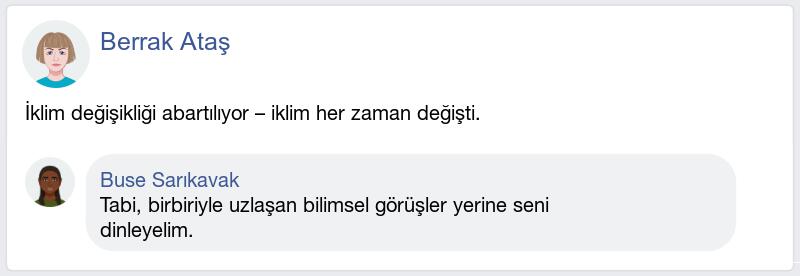 Berrak Ataş
İklim değişikliği abartılıyor – iklim her zaman değişti.
Buse Sarıkavak
Tabi, birbiriyle uzlaşan bilimsel görüşler yerine seni
dinleyelim.